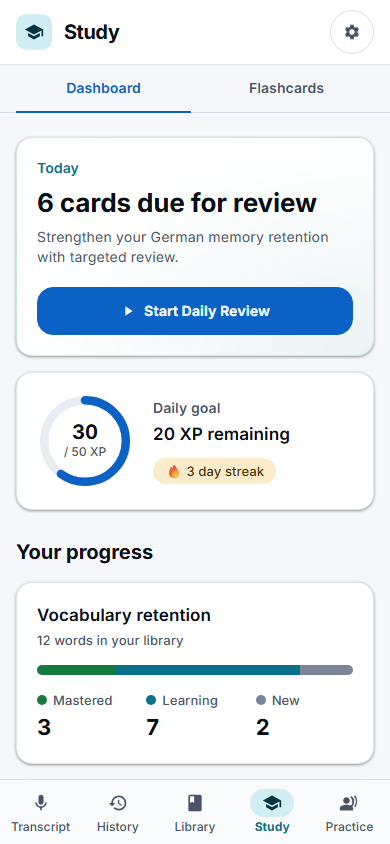 Study
Dashboard
Flashcards
Today
6 cards due for review
Strengthen your German memory retention
with targeted review.
Start Daily Review
30
/ 50 XP
Daily goal
20 XP remaining
3 day streak
Your progress
Vocabulary retention
12 words in your library
Mastered
3
Learning
7
New
2
Transcript
History
Library
Study
Practice